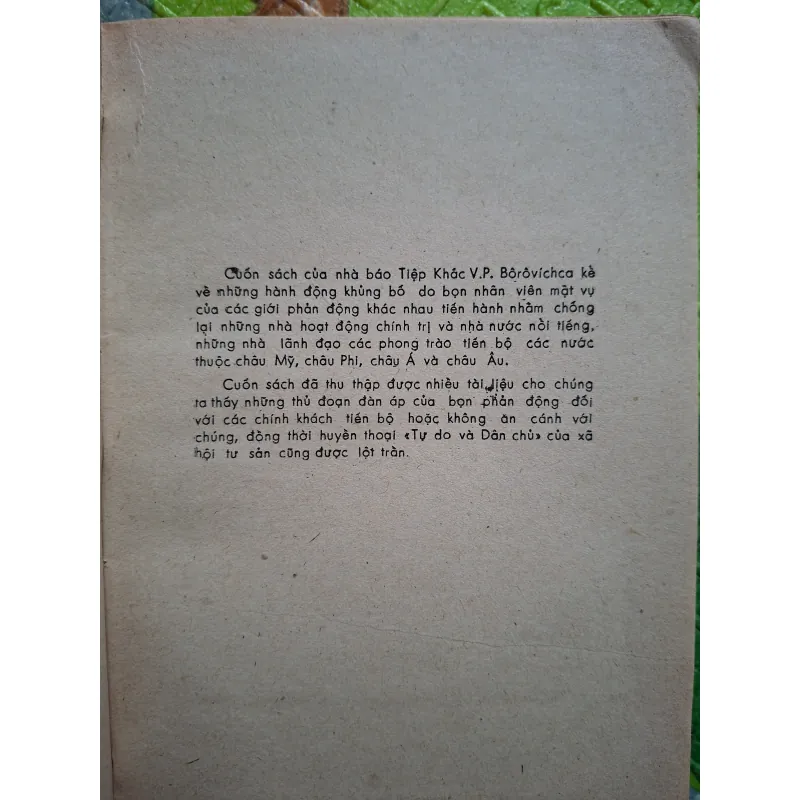 Cuốn sách của nhà báo Tiệp Khắc V.P. Bôrôvíchca kể
về những hành động khủng bố do bọn nhân viên mật vụ
của các giới phản động khác nhau tiến hành nhằm chống
lại những nhà hoạt động chính trị và nhà nước nổi tiếng,
những nhà lãnh đạo các phong trào tiến bộ các nước
thuộc châu Mỹ, châu Phi, chây Á và châu Âu.
Cuốn sách đã thu thập được nhiều tài liệu cho chúng
ta thấy những thủ đoạn đàn áp của bọn phản động đối
với các chính khách tiến bộ hoặc không ăn cánh với
chúng, đồng thời huyền thoại «Tự do và Dân chủ» của xã
hội tư sản cũng được lột trần.